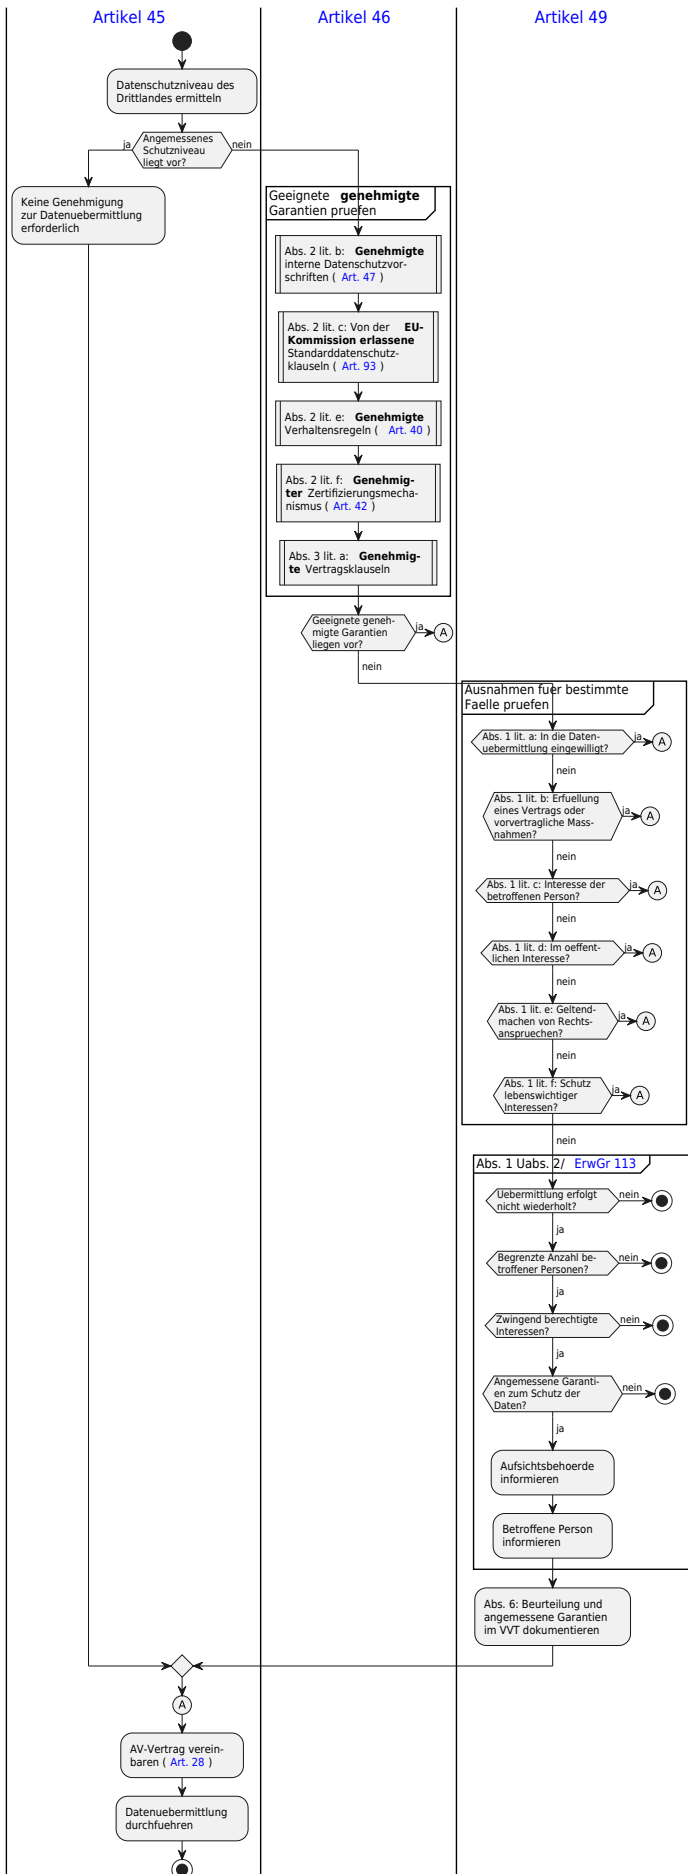 Artikel 45
Artikel 46
Artikel 49
Datenschutzniveau des
Drittlandes ermitteln
Angemessenes
Schutzniveau
liegt vor?
ja
nein
Keine Genehmigung
zur Datenuebermittlung
erforderlich
Geeignete genehmigte
Garantien pruefen
Abs. 2 lit. b: Genehmigte
interne Datenschutzvor-
schriften ( Art. 47 )
Abs. 2 lit. c: Von der EU-
Kommission erlassene
Standarddatenschutz-
klauseln ( Art. 93 )
Abs. 2 lit. e: Genehmigte
Verhaltensregeln ( Art. 40 )
Abs. 2 lit. f: Genehmig-
ter Zertifizierungsmecha-
nismus ( Art. 42 )
Abs. 3 lit. a: Genehmig-
te Vertragsklauseln
Geeignete geneh-
migte Garantien
liegen vor?
ja
A
nein
Ausnahmen fuer bestimmte
Faelle pruefen
Abs. 1 lit. a: In die Daten-
uebermittlung eingewilligt?
ja
A
nein
Abs. 1 lit. b: Erfuellung
eines Vertrags oder
vorvertragliche Mass-
nahmen?
ja
A
nein
Abs. 1 lit. c: Interesse der
betroffenen Person?
ja
A
nein
Abs. 1 lit. d: Im oeffent-
lichen Interesse?
ja
A
nein
Abs. 1 lit. e: Geltend-
machen von Rechts-
anspruechen?
ja
A
nein
Abs. 1 lit. f: Schutz
lebenswichtiger
Interessen?
ja
A
nein
Abs. 1 Uabs. 2/ ErwGr 113
Uebermittlung erfolgt
nicht wiederholt?
nein
ja
Begrenzte Anzahl be-
troffener Personen?
nein
ja
Zwingend berechtigte
Interessen?
nein
ja
Angemessene Garanti-
en zum Schutz der
Daten?
nein
ja
Aufsichtsbehoerde
informieren
Betroffene Person
informieren
Abs. 6: Beurteilung und
angemessene Garantien
im VVT dokumentieren
A
AV-Vertrag verein-
baren ( Art. 28 )
Datenuebermittlung
durchfuehren